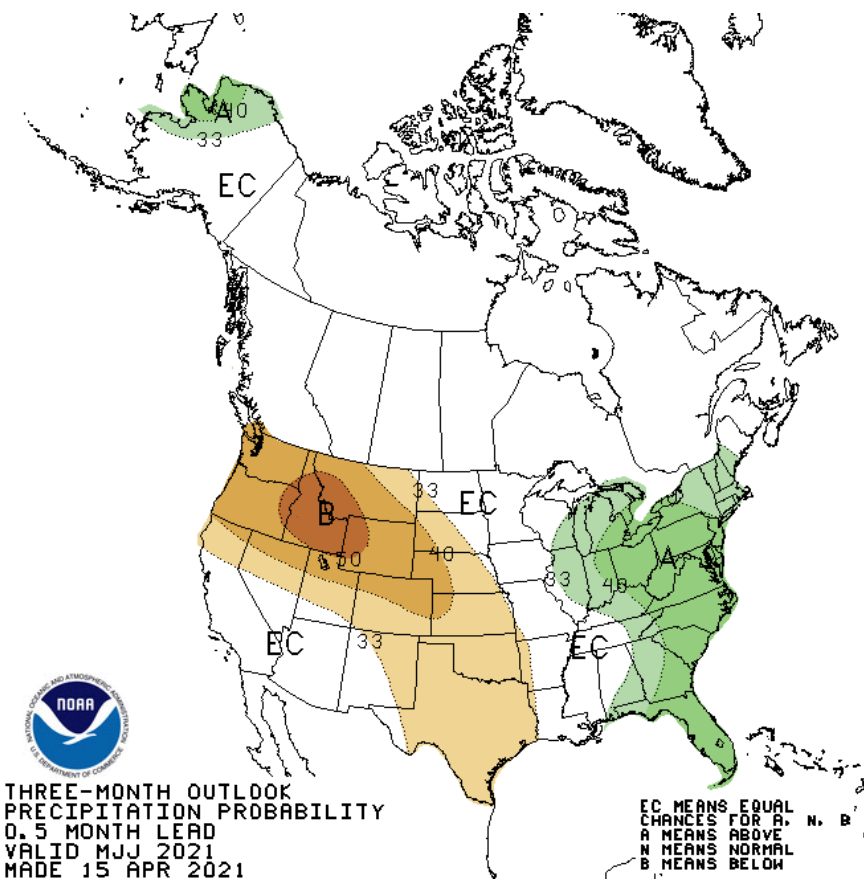 A
40
33
EC
33
EC
B
40
50
A
33
40
33
EC
EC
NATIONAL OCEANIC AND ATMOSPHERIC ADMINISTRATION
NOAA
U.S. DEPARTMENT OF COMMERCE
THREE-MONTH OUTLOOK
PRECIPITATION PROBABILITY
0.5 MONTH LEAD
VALID MJJ 2021
MADE 15 APR 2021
EC MEANS EQUAL
CHANCES FOR A, N, B
A MEANS ABOVE
N MEANS NORMAL
B MEANS BELOW